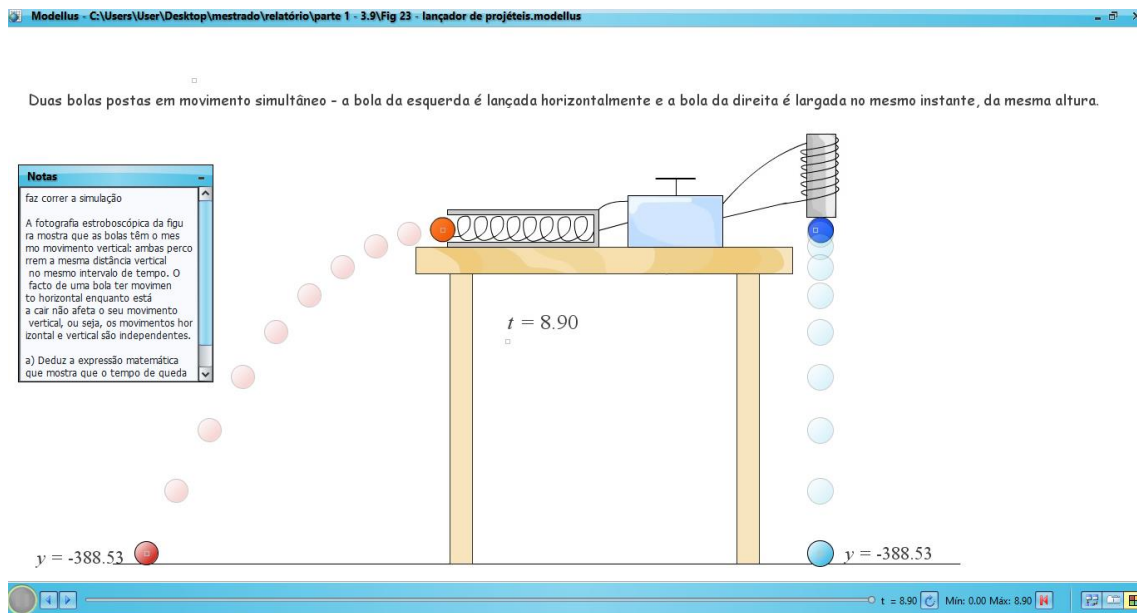 Modellus - C:\Users\User\Desktop\mestrado\relatório\parte 1 - 3.9\Fig 23 - lançador de projéteis.modellus
Duas bolas postas em movimento simultâneo - a bola da esquerda é lançada horizontalmente e a bola da direita é largada no mesmo instante, da mesma altura.
Notas
faz correr a simulação
A fotografia estroboscópica da figu
ra mostra que as bolas têm o mes
mo movimento vertical: ambas perco
rrem a mesma distância vertical
no mesmo intervalo de tempo. O
facto de uma bola ter movimen
to horizontal enquanto está
a cair não afeta o seu movimento
vertical, ou seja, os movimentos hor
izontal e vertical são independentes.
a) Deduz a expressão matemática
que mostra que o tempo de queda
t = 8.90
y = -388.53
y = -388.53
t = 8.90 Mín: 0.00 Máx: 8.90